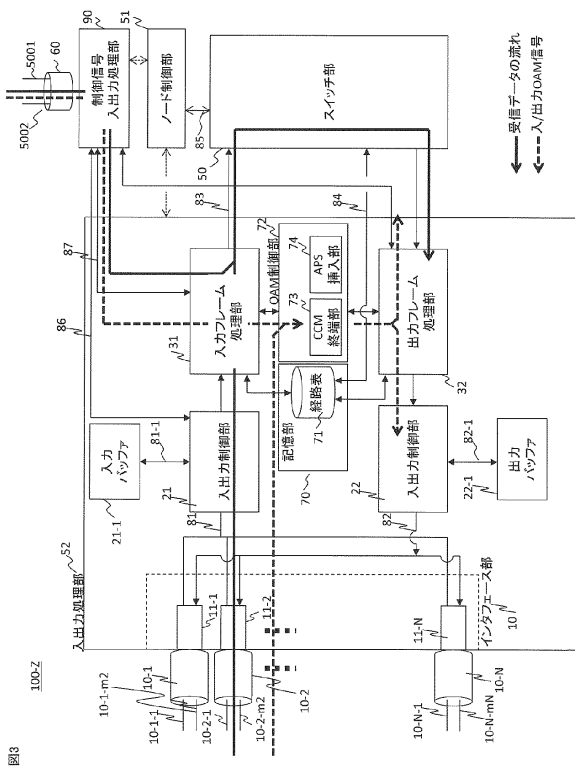 図3
100-Z
52
入出力処理部
86
87
5001
5002
60
90
制御信号
入出力処理部
51
ノード制御部
85
50
スイッチ部
83
84
受信データの流れ
入/出力OAM信号
入力
バッファ
21-1
81-1
21
入出力制御部
81
31
入力フレーム
処理部
OAM制御部
72
74
APS
挿入部
73
CCM
終端部
記憶部
経路表
71
70
出力フレーム
処理部
32
22
入出力制御部
82
82-1
22-1
出力
バッファ
インタフェース部
10
11-1
11-2
11-N
10-1-m2
10-1
10-1-1
10-2-1
10-2-m2
10-2
10-N-1
10-N-mN
10-N